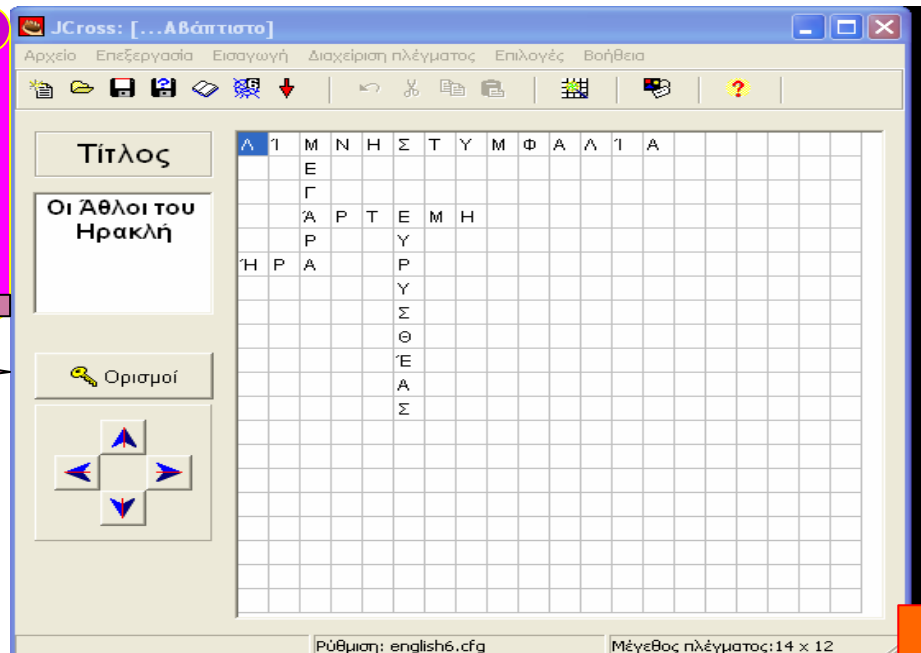 JCross: [...ΑΒάπτιστο]
Αρχείο Επεξεργασία Εισαγωγή Διαχείριση πλέγματος Επιλογές Βοήθεια
Τίτλος
Οι Άθλοι του
Ηρακλή
Ορισμοί
Λ Ί Μ Ν Η Σ Τ Υ Μ Φ Α Λ Ί Α
Ε
Γ
Ά Ρ Τ Ε Μ Η
Ρ Υ
Ή Ρ Α Ρ
Υ
Σ
Θ
Έ
Α
Σ
Ρύθμιση: english6.cfg Μέγεθος πλέγματος:14 x 12